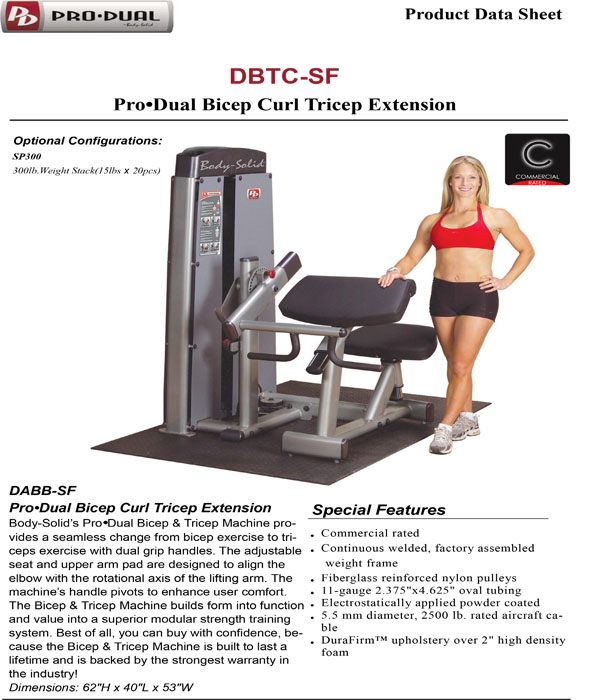 PD PRO•DUAL
by Body-Solid
Product Data Sheet
DBTC-SF
Pro•Dual Bicep Curl Tricep Extension
Optional Configurations:
SP300
300lb.Weight Stack(15lbs x 20pcs)
Body-Solid
PD
C
COMMERCIAL
RATED
DABB-SF
Pro•Dual Bicep Curl Tricep Extension
Body-Solid's Pro•Dual Bicep & Tricep Machine pro-
vides a seamless change from bicep exercise to tri-
ceps exercise with dual grip handles. The adjustable
seat and upper arm pad are designed to align the
elbow with the rotational axis of the lifting arm. The
machine's handle pivots to enhance user comfort.
The Bicep & Tricep Machine builds form into function
and value into a superior modular strength training
system. Best of all, you can buy with confidence, be-
cause the Bicep & Tricep Machine is built to last a
lifetime and is backed by the strongest warranty in
the industry!
Dimensions: 62"H x 40"L x 53"W
Special Features
• Commercial rated
• Continuous welded, factory assembled
weight frame
• Fiberglass reinforced nylon pulleys
• 11-gauge 2.375"x4.625" oval tubing
• Electrostatically applied powder coated
• 5.5 mm diameter, 2500 lb. rated aircraft ca-
ble
• DuraFirm™ upholstery over 2" high density
foam